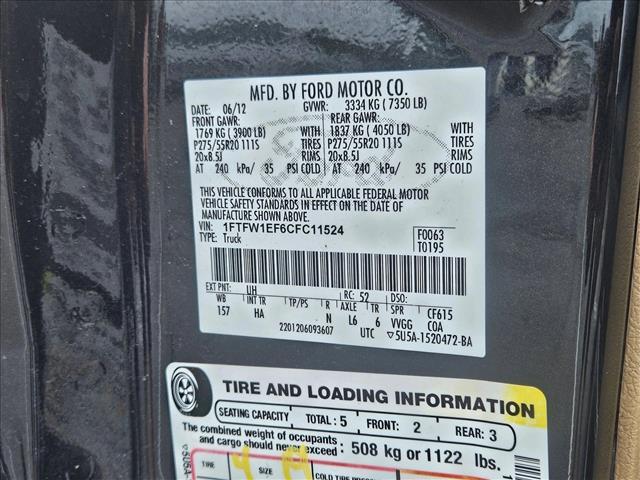 MFD. BY FORD MOTOR CO.
DATE: 06/12 GVWR: 3334 KG ( 7350 LB)
FRONT GAWR: REAR GAWR:
1769 KG ( 3900 LB) WITH 1837 KG ( 4050 LB) WITH
P275/55R20 111S TIRES P275/55R20 111S TIRES
20x8.5J RIMS 20x8.5J RIMS
AT 240 kPa/ 35 PSI COLD AT 240 kPa/ 35 PSI COLD
THIS VEHICLE CONFORMS TO ALL APPLICABLE FEDERAL MOTOR
VEHICLE SAFETY STANDARDS IN EFFECT ON THE DATE OF
MANUFACTURE SHOWN ABOVE.
VIN: 1FTFW1EF6CFC11524 F0063
TYPE: Truck T0195
EXT PNT: UH RC: 52 DSO:
WB INT TR TP/PS R AXLE TR SPR CF615
157 HA N L6 6 VVGG COA
2201206093607 UTC ▽5U5A-1520472-BA
TIRE AND LOADING INFORMATION
SEATING CAPACITY TOTAL: 5 FRONT: 2 REAR: 3
The combined weight of occupants
and cargo should never exceed: 508 kg or 1122 lbs.
TIRE SIZE